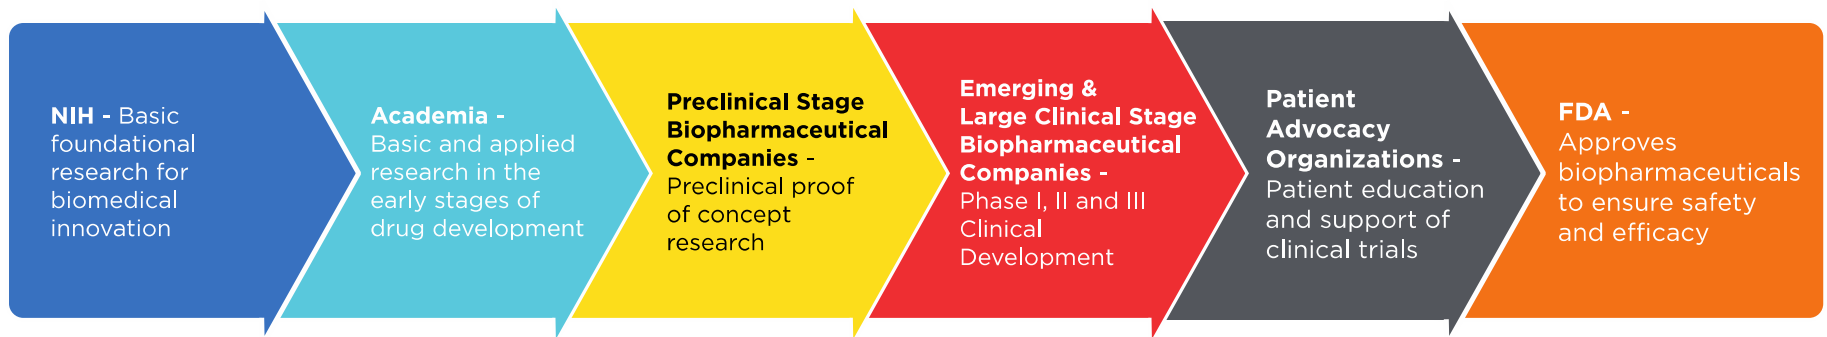 NIH - Basic
foundational
research for
biomedical
innovation
Academia -
Basic and applied
research in the
early stages of
drug development
Preclinical Stage
Biopharmaceutical
Companies -
Preclinical proof
of concept
research
Emerging &
Large Clinical Stage
Biopharmaceutical
Companies -
Phase I, II and III
Clinical
Development
Patient
Advocacy
Organizations -
Patient education
and support of
clinical trials
FDA -
Approves
biopharmaceuticals
to ensure safety
and efficacy